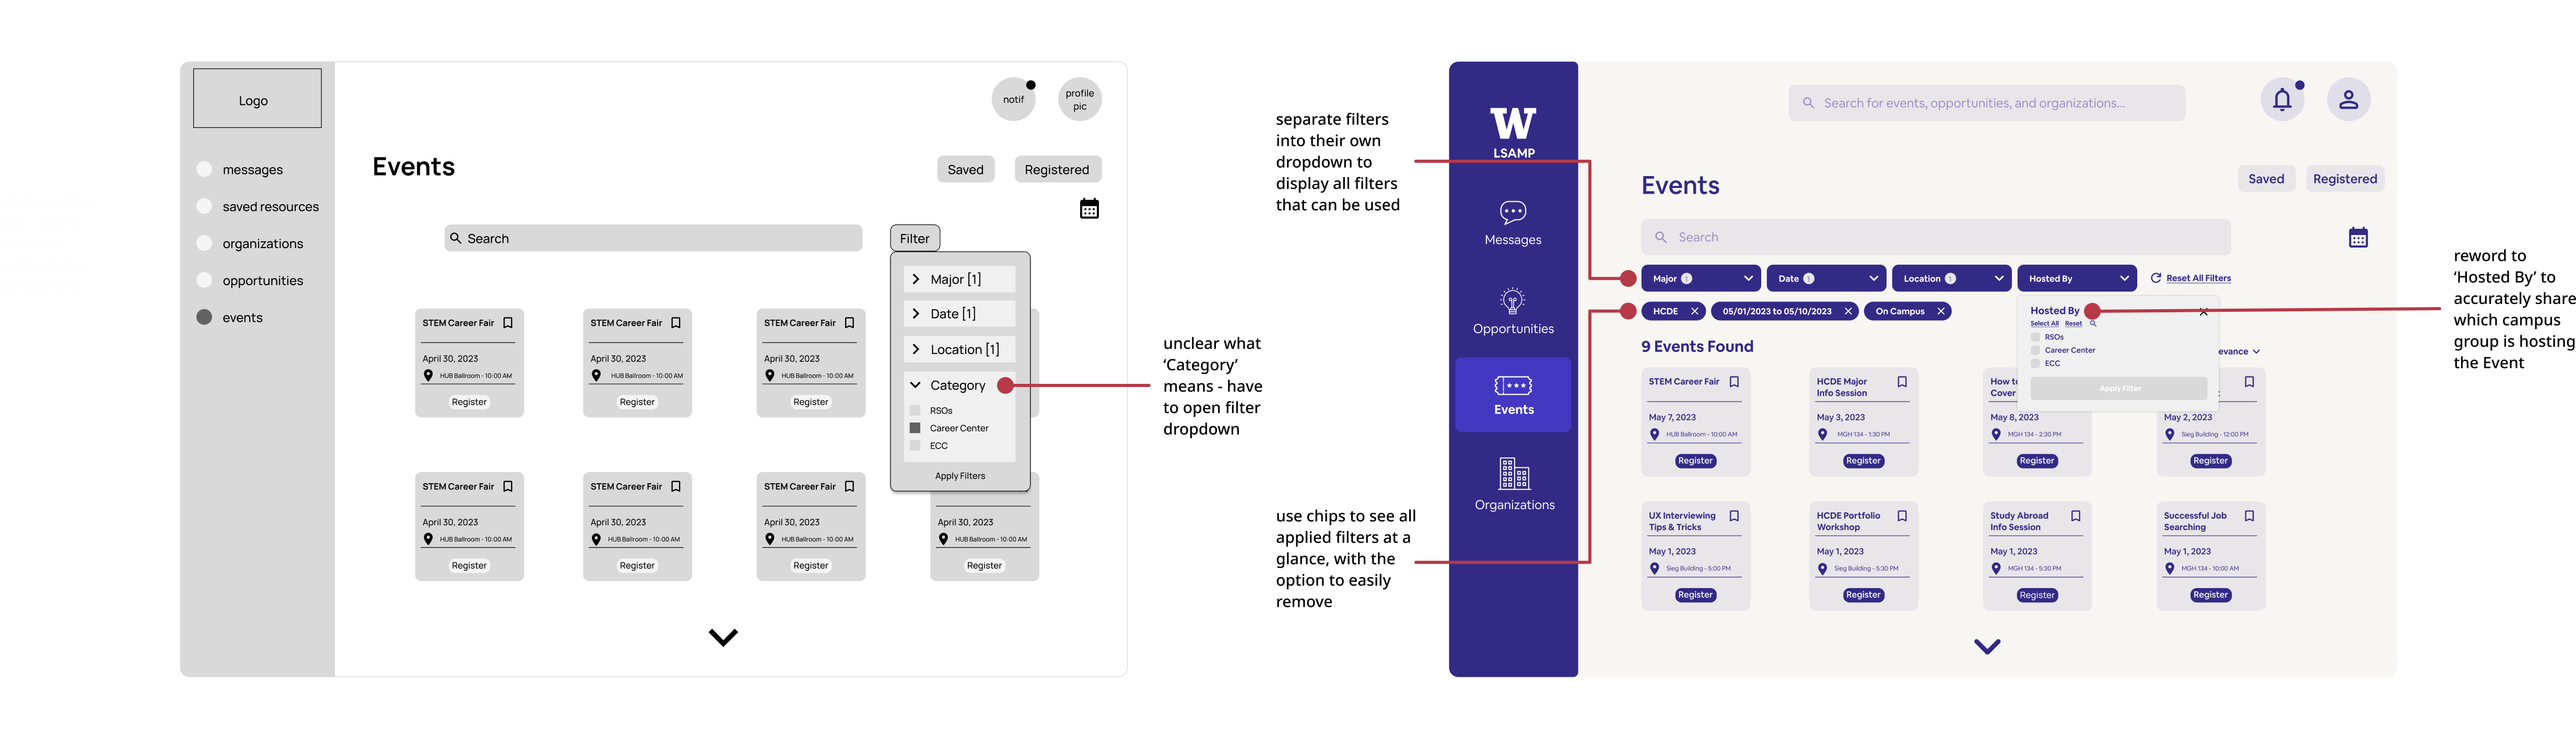 Logo
messages
saved resources
organizations
opportunities
events
notif
profile
pic
Events
Saved
Registered
Search
Filter
Major [1]
Date [1]
Location [1]
Category
RSOs
Career Center
ECC
Apply Filters
STEM Career Fair
April 30, 2023
HUB Ballroom - 10:00 AM
Register
STEM Career Fair
April 30, 2023
HUB Ballroom - 10:00 AM
Register
STEM Career Fair
April 30, 2023
HUB Ballroom - 10:00 AM
Register
STEM Career Fair
April 30, 2023
HUB Ballroom - 10:00 AM
Register
STEM Career Fair
April 30, 2023
HUB Ballroom - 10:00 AM
Register
STEM Career Fair
April 30, 2023
HUB Ballroom - 10:00 AM
Register
April 30, 2023
HUB Ballroom - 10:00 AM
Register
unclear what
‘Category’
means - have
to open filter
dropdown
separate filters
into their own
dropdown to
display all filters
that can be used
use chips to see all
applied filters at a
glance, with the
option to easily
remove
W
LSAMP
Messages
Opportunities
Events
Organizations
Search for events, opportunities, and organizations...
Events
Saved
Registered
Search
Major 1
Date 1
Location 1
Hosted By
Reset All Filters
HCDE
05/01/2023 to 05/10/2023
On Campus
9 Events Found
Hosted By
Select All Reset
RSOs
Career Center
ECC
Apply Filter
evance
STEM Career Fair
May 7, 2023
HUB Ballroom - 10:00 AM
Register
HCDE Major
Info Session
May 3, 2023
MGH 134 - 1:30 PM
Register
How to
Cover
May 8, 2023
MGH 134 - 2:30 PM
Register
May 2, 2023
Sieg Building - 12:00 PM
Register
UX Interviewing
Tips & Tricks
May 1, 2023
Sieg Building - 5:00 PM
Register
HCDE Portfolio
Workshop
May 1, 2023
Sieg Building - 5:30 PM
Register
Study Abroad
Info Session
May 1, 2023
MGH 134 - 5:30 PM
Register
Successful Job
Searching
May 1, 2023
MGH 134 - 10:00 AM
Register
reword to
‘Hosted By’ to
accurately share
which campus
group is hosting
the Event